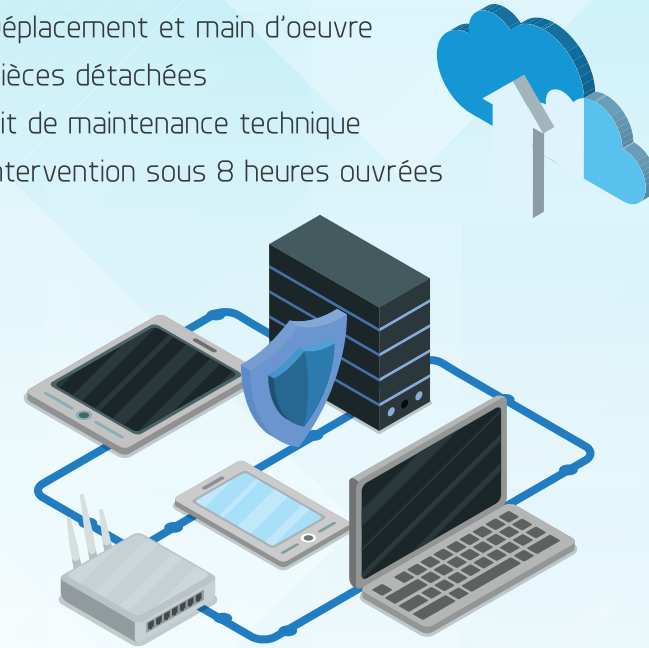 éplacement et main d'oeuvre
ièces détachées
it de maintenance technique
ntervention sous 8 heures ouvrées